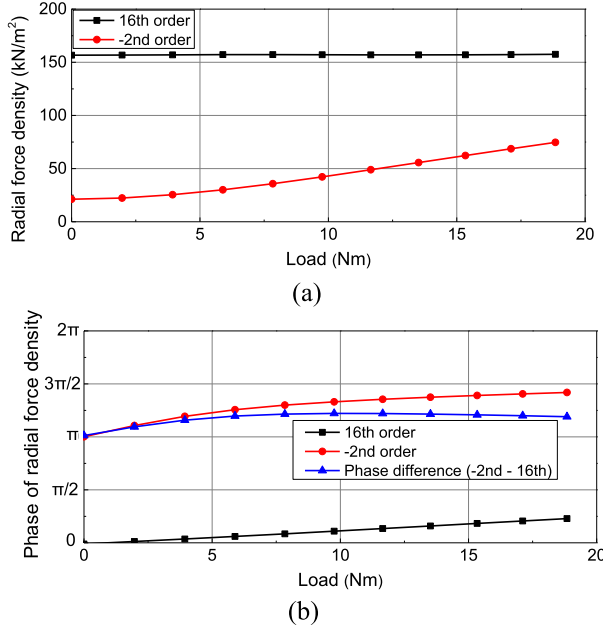 200
150
100
50
0
Radial force density (kN/m²)
16th order
-2nd order
0
5
10
15
20
Load (Nm)
(a)
2π
3π/2
π
π/2
0
Phase of radial force density
16th order
-2nd order
Phase difference (-2nd - 16th)
0
5
10
15
20
Load (Nm)
(b)